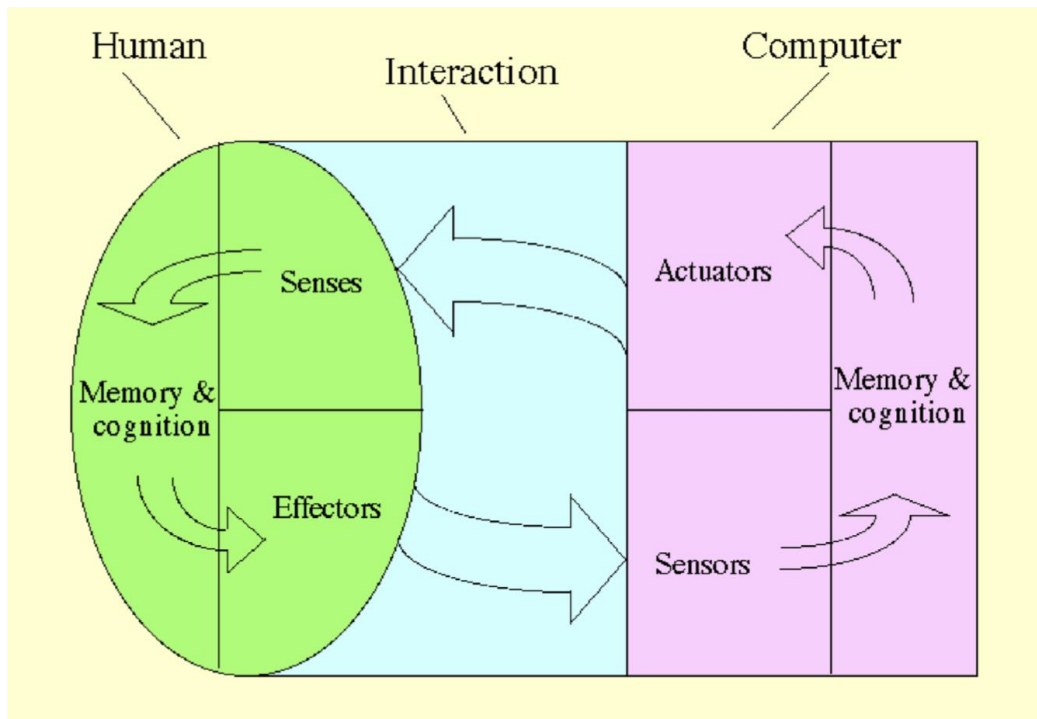 Human
Interaction
Computer
Senses
Actuators
Memory &
cognition
Memory &
cognition
Effectors
Sensors